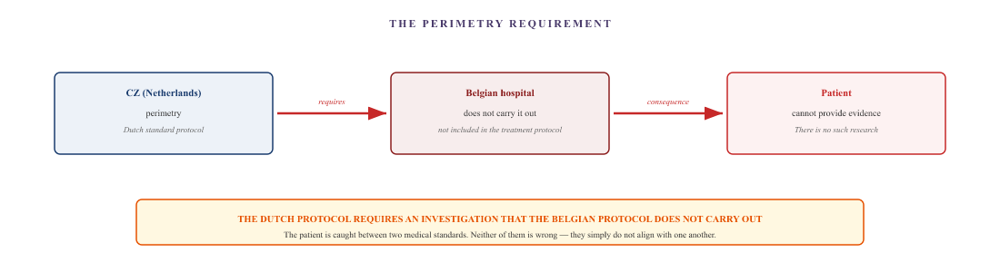 THE PERIMETRY REQUIREMENT
CZ (Netherlands)
perimetry
Dutch standard protocol
requires
Belgian hospital
does not carry it out
not included in the treatment protocol
consequence
Patient
cannot provide evidence
There is no such research
THE DUTCH PROTOCOL REQUIRES AN INVESTIGATION THAT THE BELGIAN PROTOCOL DOES NOT CARRY OUT
The patient is caught between two medical standards. Neither of them is wrong — they simply do not align with one another.